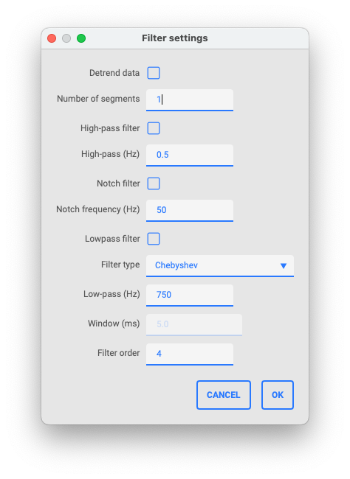 Filter settings
Detrend data
Number of segments 1
High-pass filter
High-pass (Hz) 0.5
Notch filter
Notch frequency (Hz) 50
Lowpass filter
Filter type Chebyshev
Low-pass (Hz) 750
Window (ms) 5.0
Filter order 4
CANCEL OK